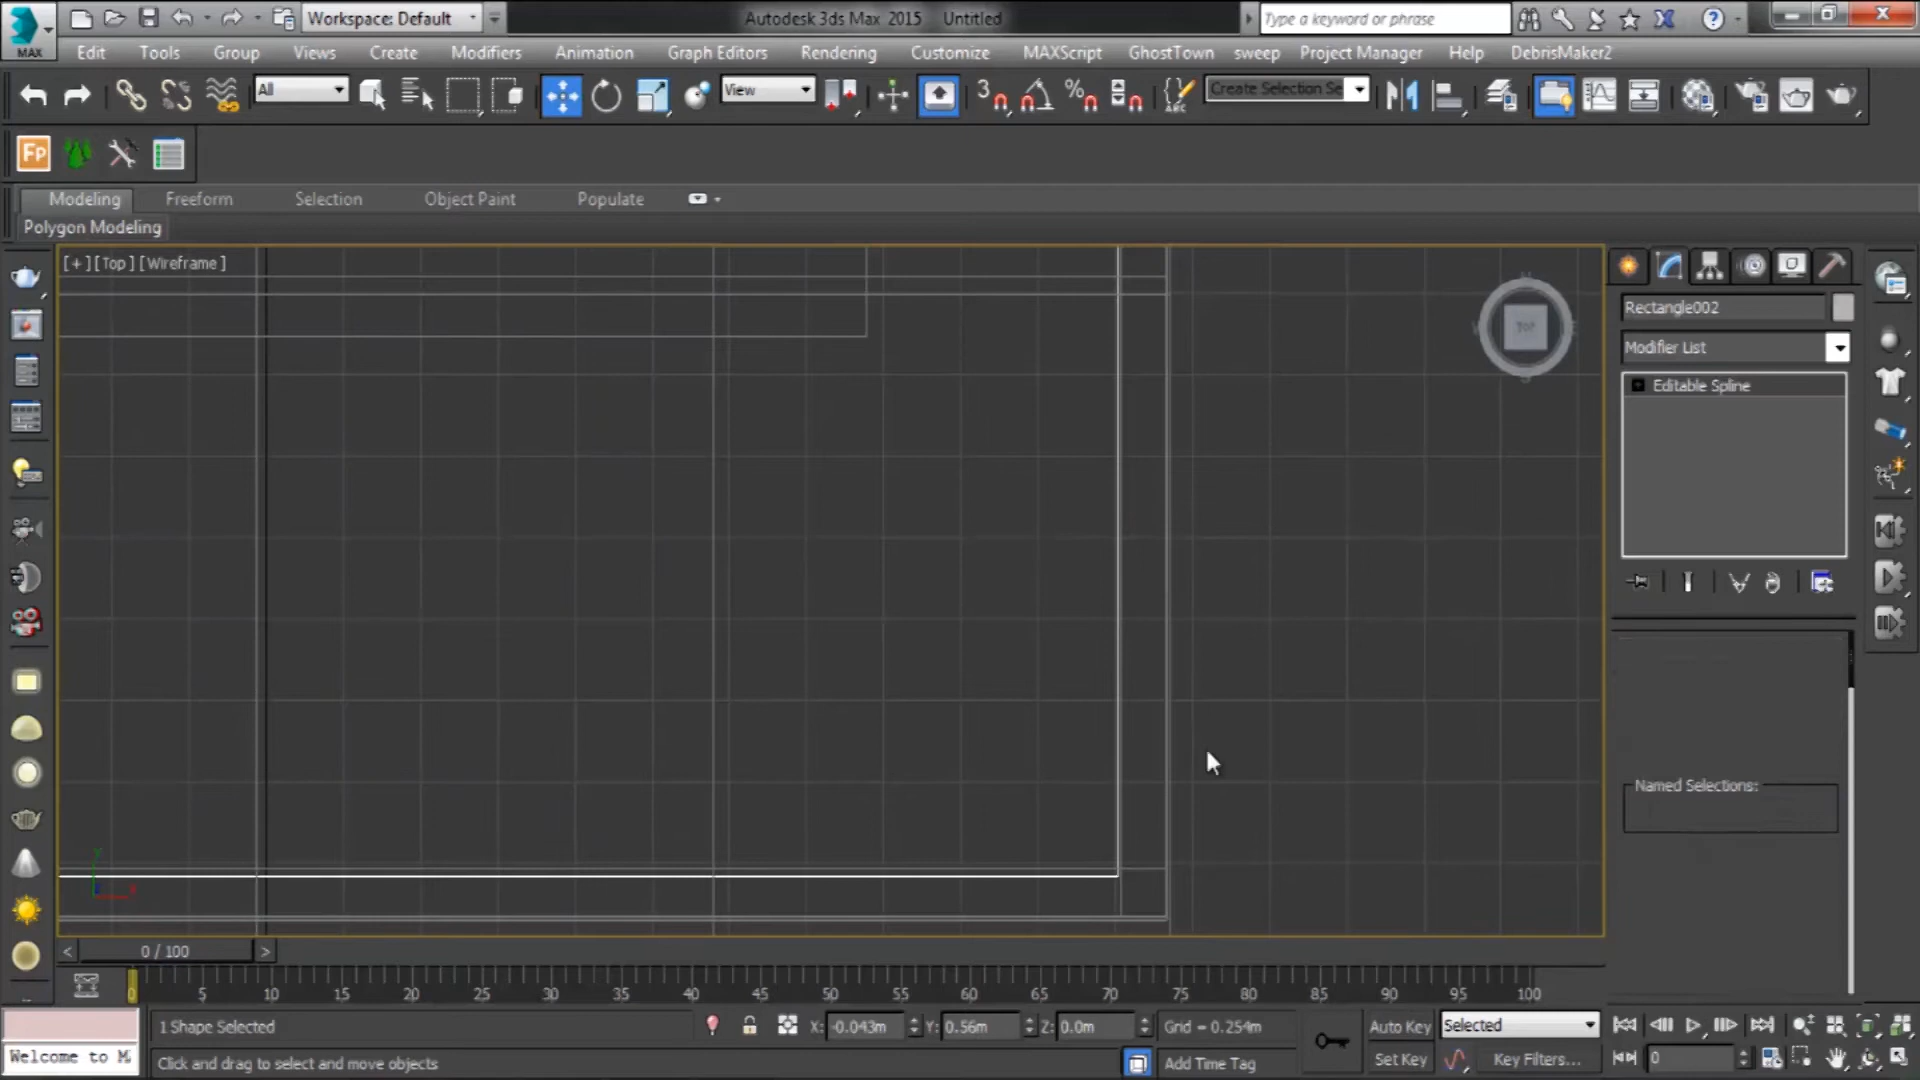 Workspace: Default
Autodesk 3ds Max 2015 Untitled
Type a keyword or phrase
MAX
Edit Tools Group Views Create Modifiers Animation Graph Editors Rendering Customize MAXScript GhostTown sweep Project Manager Help DebrisMaker2
All
View
3
ABC
Create Selection Se
Fp
Modeling Freeform Selection Object Paint Populate
Polygon Modeling
[+] [Top] [Wireframe]
TOP
Rectangle002
Modifier List
Editable Spline
Named Selections:
0 / 100
0 5 10 15 20 25 30 35 40 45 50 55 60 65 70 75 80 85 90 95 100
1 Shape Selected X: -0.043m Y: 0.56m Z: 0.0m Grid = 0.254m Auto Key Selected
Welcome to M
Click and drag to select and move objects Add Time Tag Set Key Key Filters... 0